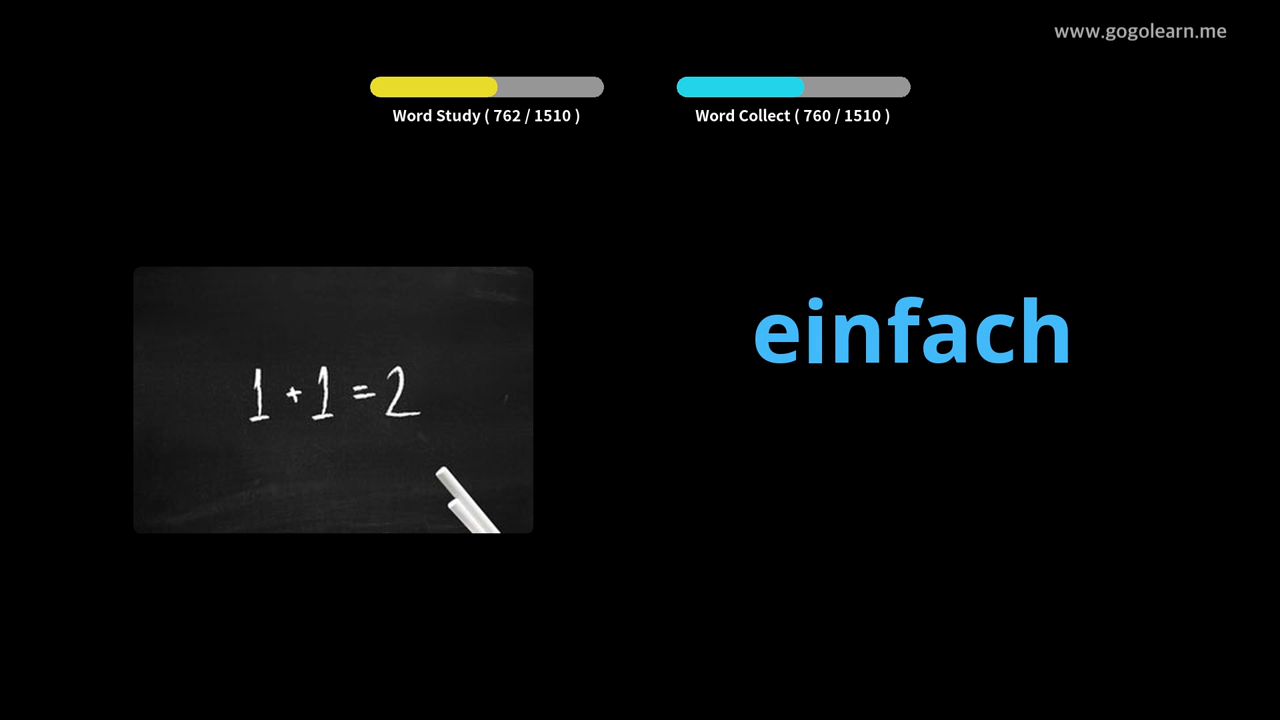 www.gogolearn.me
Word Study ( 762 / 1510 )
Word Collect ( 760 / 1510 )
einfach
1 + 1 = 2